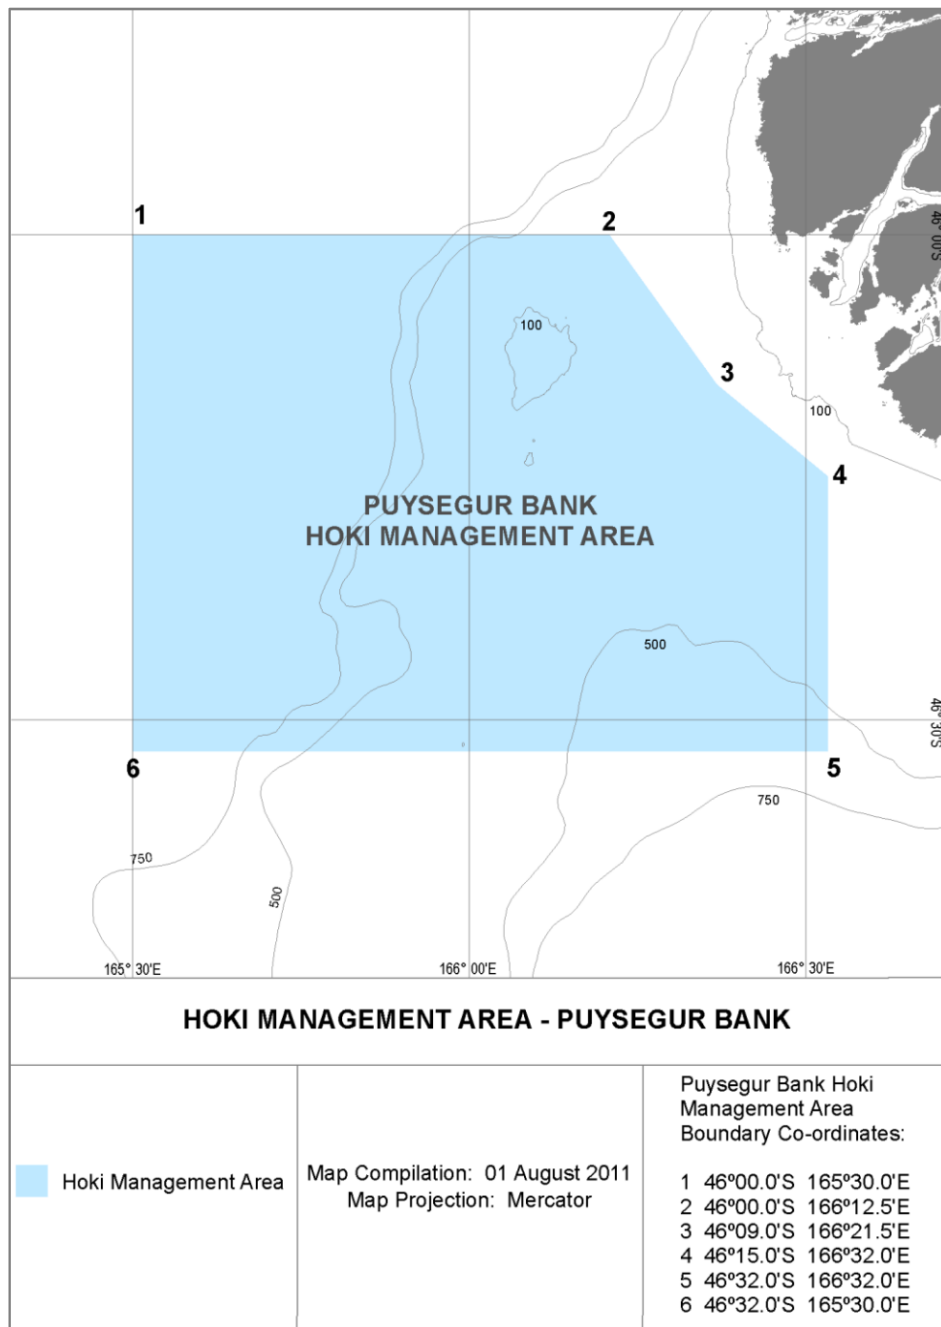 1
2
46°00'S
100
3
100
4
PUYSEGUR BANK
HOKI MANAGEMENT AREA
500
46°30'S
6
5
750
750
500
165° 30'E
166° 00'E
166° 30'E
HOKI MANAGEMENT AREA - PUYSEGUR BANK
Hoki Management Area
Map Compilation: 01 August 2011
Map Projection: Mercator
Puysegur Bank Hoki
Management Area
Boundary Co-ordinates:
1 46º00.0'S 165º30.0'E
2 46º00.0'S 166º12.5'E
3 46º09.0'S 166º21.5'E
4 46º15.0'S 166º32.0'E
5 46º32.0'S 166º32.0'E
6 46º32.0'S 165º30.0'E